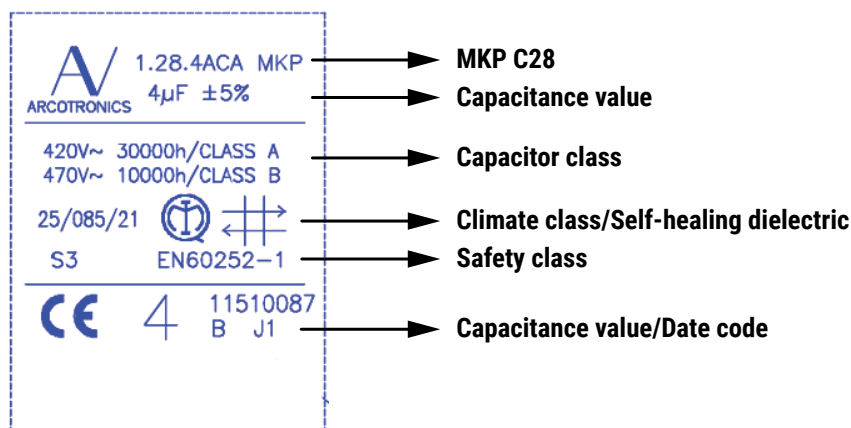 1.28.4ACA MKP
MKP C28
4µF ±5%
Capacitance value
ARCOTRONICS
420V~ 30000h/CLASS A
470V~ 10000h/CLASS B
Capacitor class
25/085/21
Climate class/Self-healing dielectric
S3 EN60252-1
Safety class
CE 4 11510087
B J1
Capacitance value/Date code